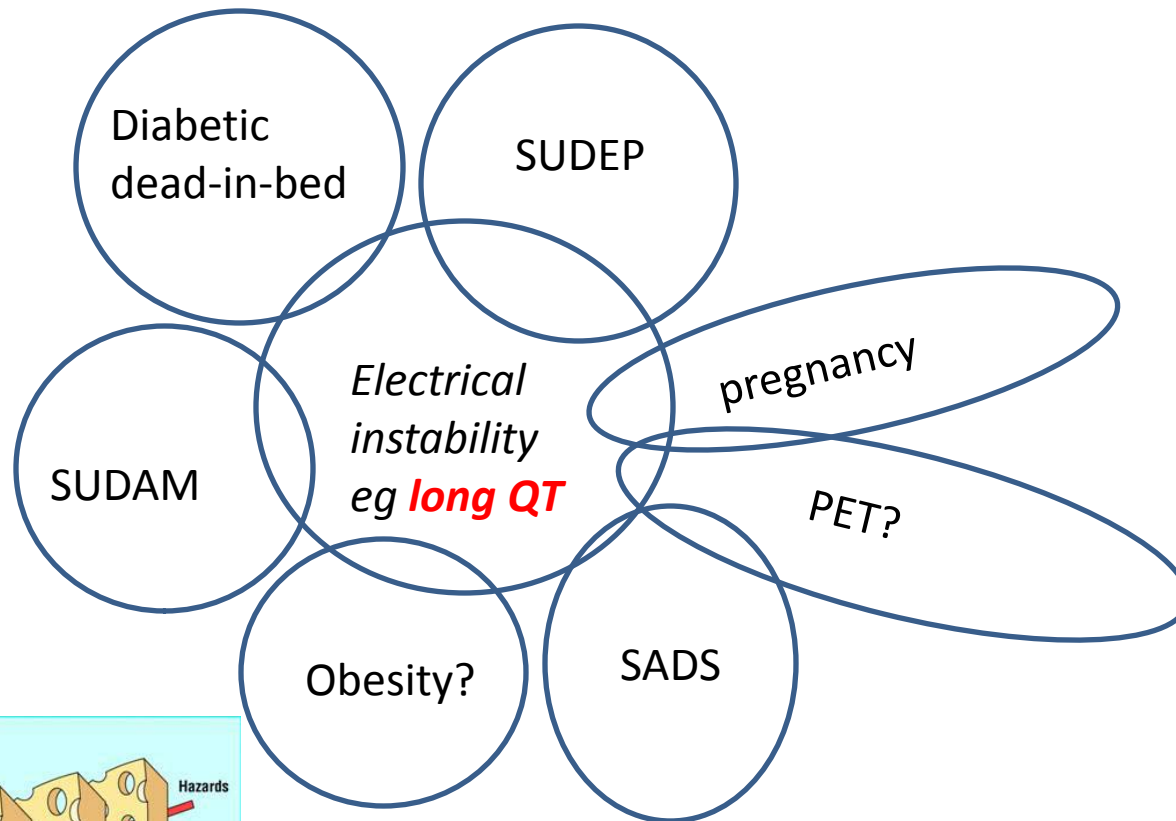 Diabetic
dead-in-bed
SUDEP
Electrical
instability
eg long QT
pregnancy
PET?
SUDAM
Obesity?
SADS
Hazards